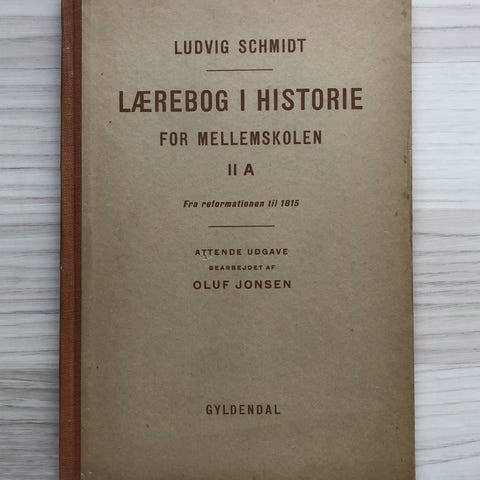 LUDVIG SCHMIDT
LÆREBOG I HISTORIE
FOR MELLEMSKOLEN
II A
Fra reformationen til 1815
ATTENDE UDGAVE
BEARBEJDET AF
OLUF JONSEN
GYLDENDAL